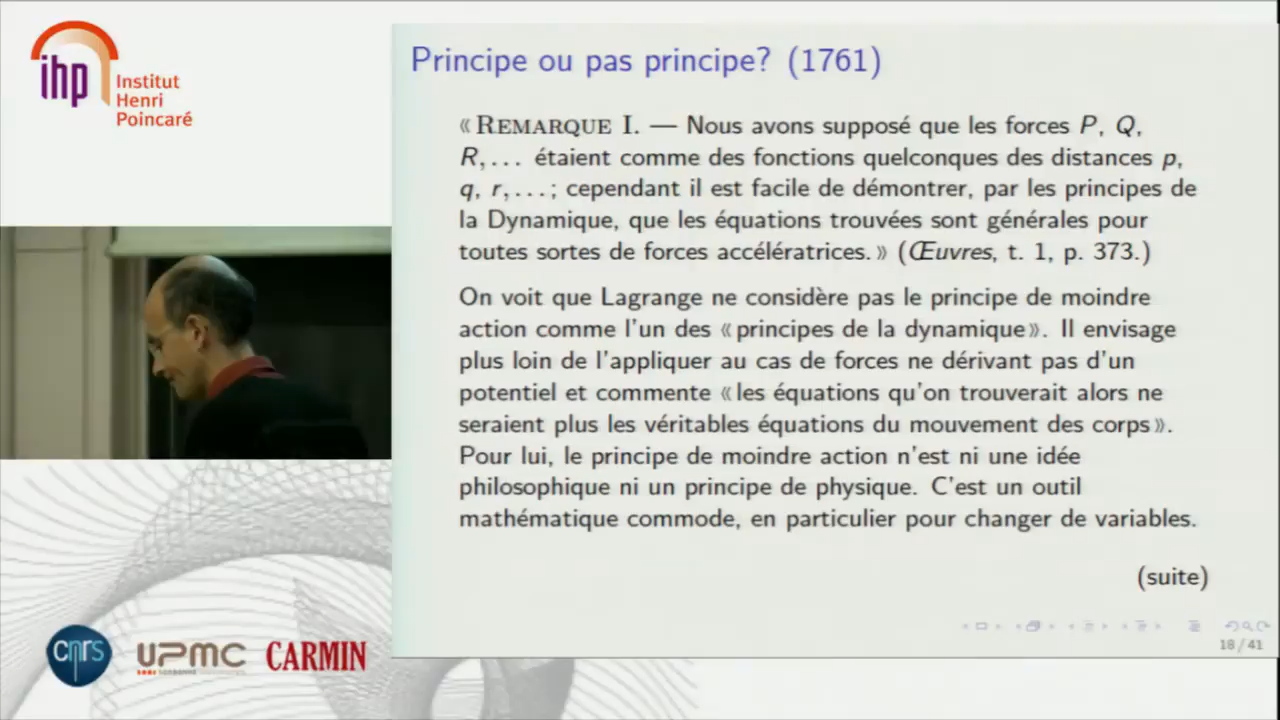 ihp
Institut
Henri
Poincaré
Principe ou pas principe? (1761)
« REMARQUE I. — Nous avons supposé que les forces P, Q,
R,... étaient comme des fonctions quelconques des distances p,
q, r,...; cependant il est facile de démontrer, par les principes de
la Dynamique, que les équations trouvées sont générales pour
toutes sortes de forces accélératrices. » (Œuvres, t. 1, p. 373.)
On voit que Lagrange ne considère pas le principe de moindre
action comme l'un des « principes de la dynamique ». Il envisage
plus loin de l'appliquer au cas de forces ne dérivant pas d'un
potentiel et commente « les équations qu'on trouverait alors ne
seraient plus les véritables équations du mouvement des corps ».
Pour lui, le principe de moindre action n'est ni une idée
philosophique ni un principe de physique. C'est un outil
mathématique commode, en particulier pour changer de variables.
(suite)
18 / 41
cnrs
UPMC
CARMIN